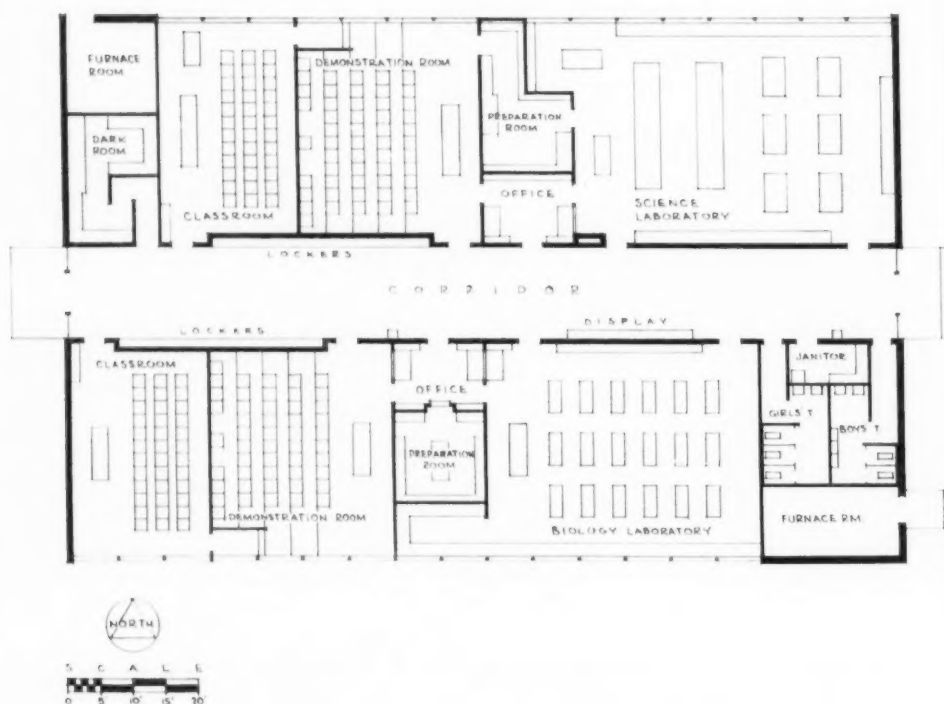 FURNACE
ROOM
DARK
ROOM
CLASSROOM
DEMONSTRATION ROOM
PREPARATION
ROOM
OFFICE
SCIENCE
LABORATORY
LOCKERS
CORRIDOR
LOCKERS
DISPLAY
CLASSROOM
OFFICE
PREPARATION
ROOM
DEMONSTRATION ROOM
BIOLOGY LABORATORY
JANITOR
GIRLS T.
BOYS T.
FURNACE RM.
NORTH
SCALE
0 5 10' 15' 20'